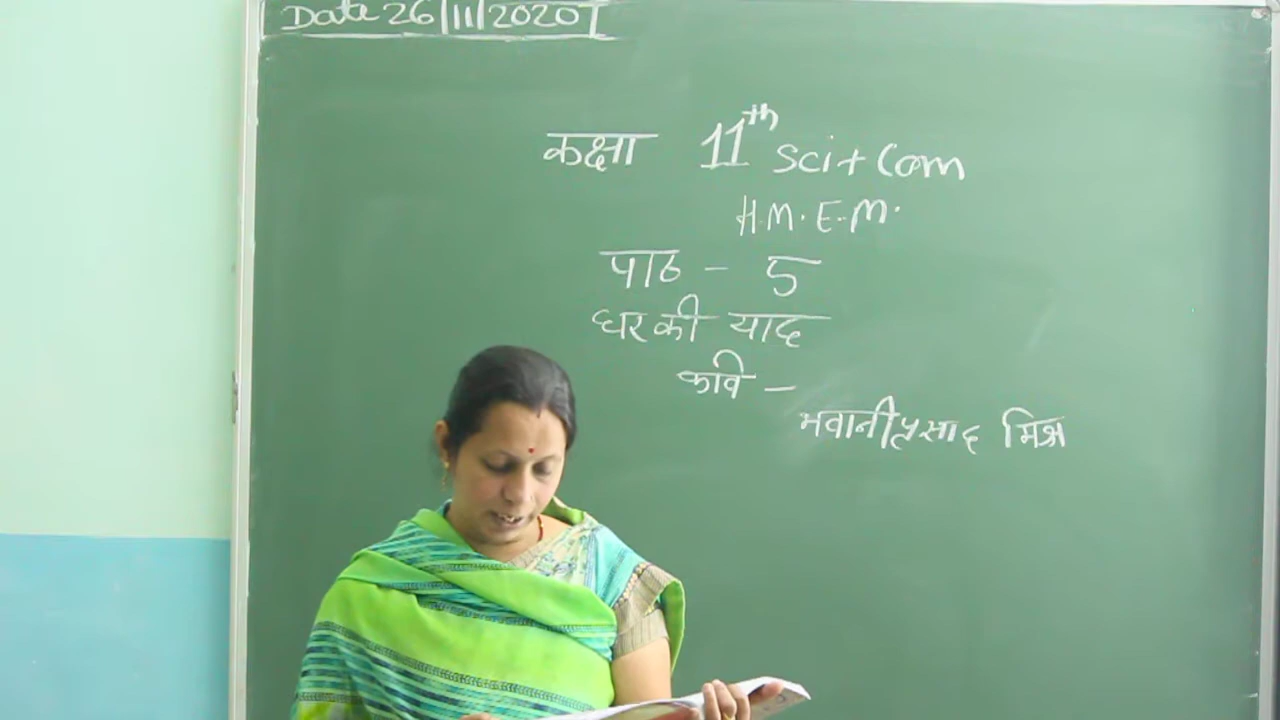 Date 26/11/2020
कक्षा 11th Sci + Com
H.M. E.M.
पाठ - 5
घर की याद
कवि -
भवानीप्रसाद मिश्र